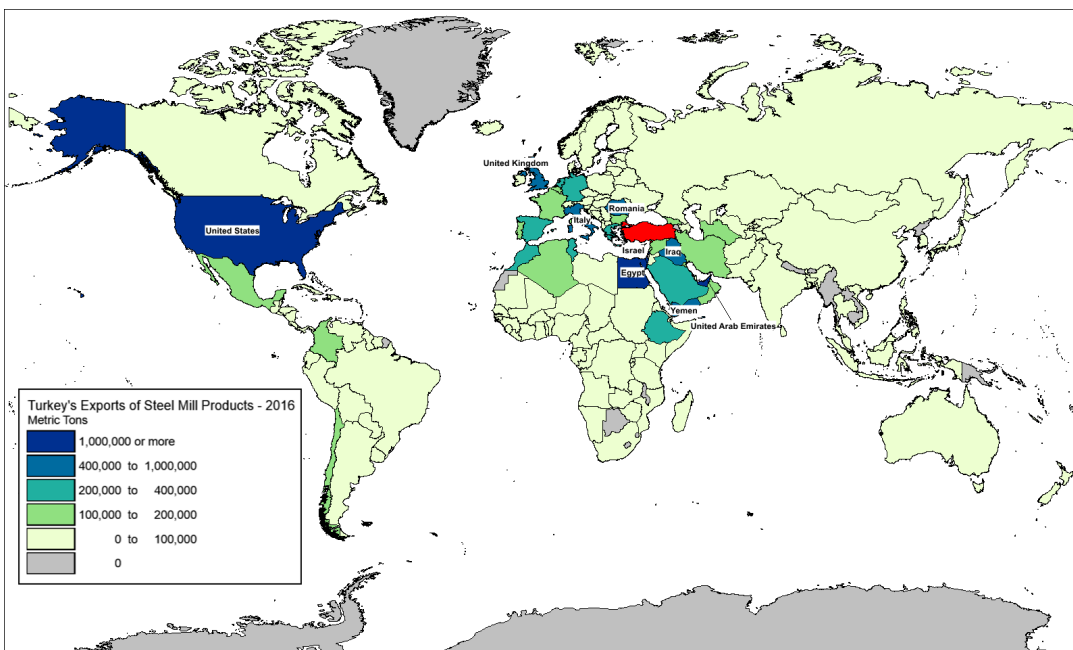 United Kingdom
Romania
Italy
United States
Israel
Iraq
Egypt
Yemen
United Arab Emirates
Turkey's Exports of Steel Mill Products - 2016
Metric Tons
1,000,000 or more
400,000 to 1,000,000
200,000 to 400,000
100,000 to 200,000
0 to 100,000
0